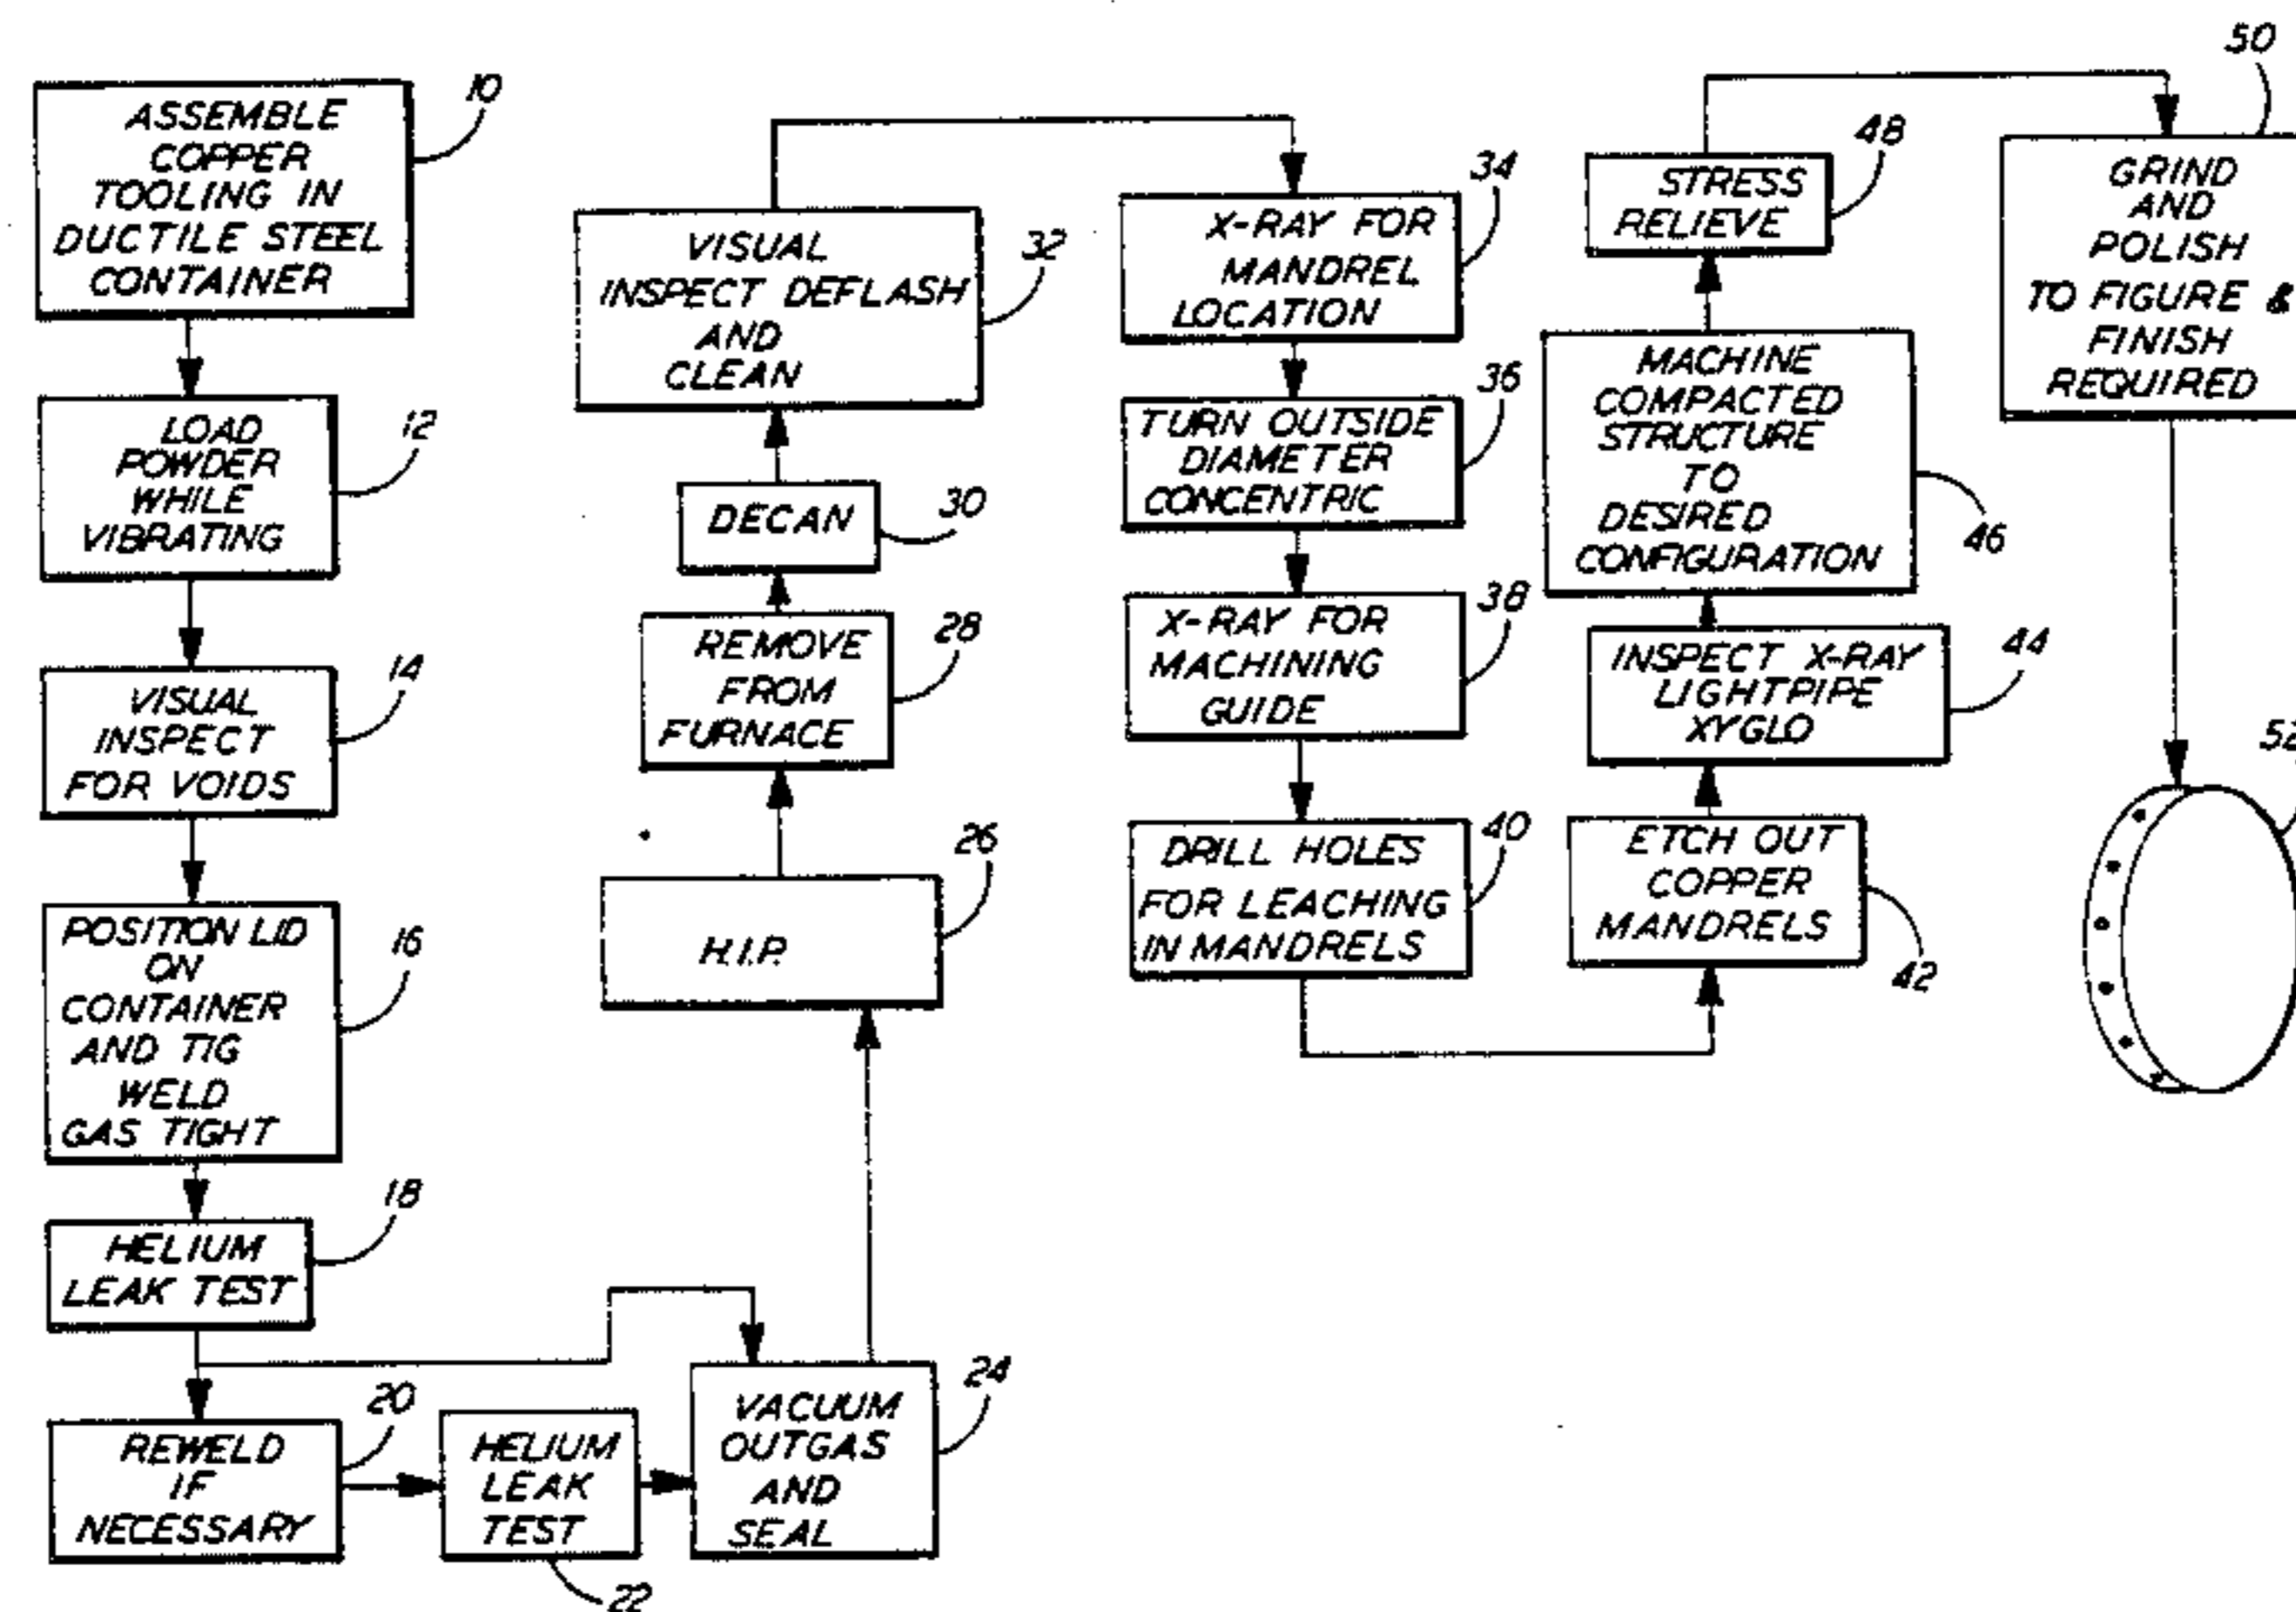 10
ASSEMBLE
COPPER
TOOLING IN
DUCTILE STEEL
CONTAINER
12
LOAD
POWDER
WHILE
VIBRATING
14
VISUAL
INSPECT
FOR VOIDS
16
POSITION LID
ON
CONTAINER
AND TIG
WELD
GAS TIGHT
18
HELIUM
LEAK TEST
20
REWELD
IF
NECESSARY
22
HELIUM
LEAK
TEST
24
VACUUM
OUTGAS
AND
SEAL
26
H.I.P.
28
REMOVE
FROM
FURNACE
30
DECAN
32
VISUAL
INSPECT DEFLASH
AND
CLEAN
34
X-RAY FOR
MANDREL
LOCATION
36
TURN OUTSIDE
DIAMETER
CONCENTRIC
38
X-RAY FOR
MACHINING
GUIDE
40
DRILL HOLES
FOR LEACHING
IN MANDRELS
42
ETCH OUT
COPPER
MANDRELS
44
INSPECT X-RAY
LIGHTPIPE
XYGLO
46
MACHINE
COMPACTED
STRUCTURE
TO
DESIRED
CONFIGURATION
48
STRESS
RELIEVE
50
GRIND
AND
POLISH
TO FIGURE &
FINISH
REQUIRED
52